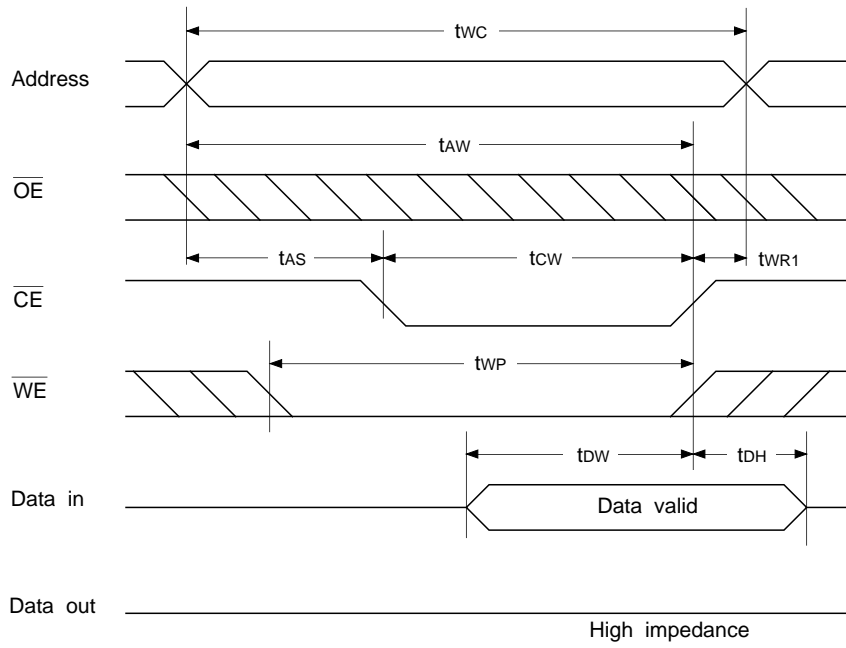 tWC
Address
tAW
OE
tAS tCW tWR1
CE
tWP
WE
tDW tDH
Data in Data valid
Data out
High impedance